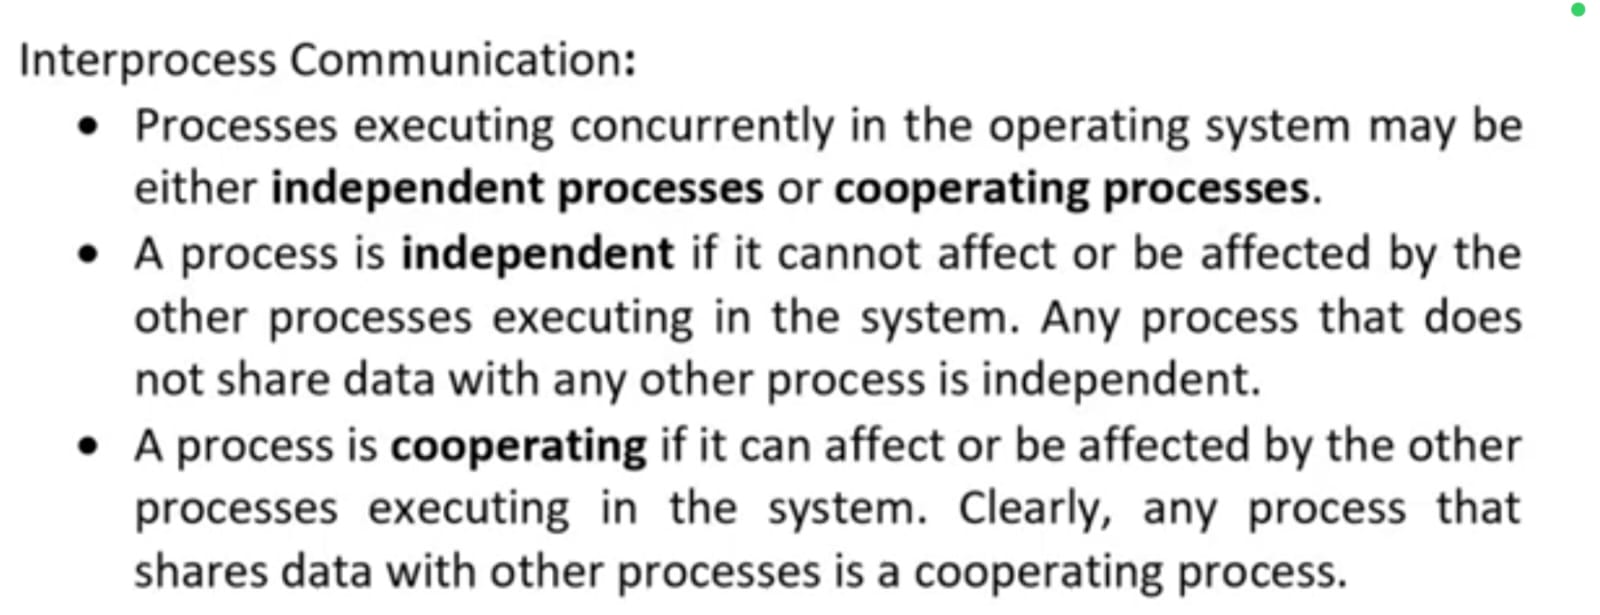 Interprocess Communication:
• Processes executing concurrently in the operating system may be
either independent processes or cooperating processes.
• A process is independent if it cannot affect or be affected by the
other processes executing in the system. Any process that does
not share data with any other process is independent.
• A process is cooperating if it can affect or be affected by the other
processes executing in the system. Clearly, any process that
shares data with other processes is a cooperating process.